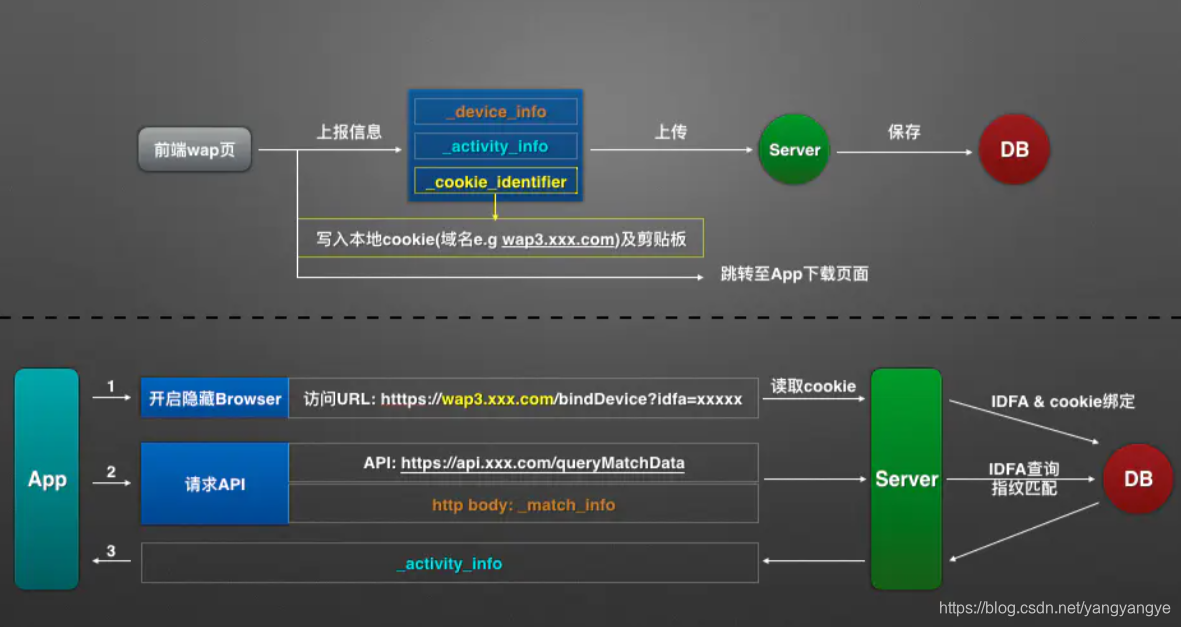 _device_info
上报信息
上传
保存
前端wap页
_activity_info
Server
DB
_cookie_identifier
写入本地cookie(域名e.g wap3.xxx.com)及剪贴板
跳转至App下载页面
1
开启隐藏Browser
访问URL: htttps://wap3.xxx.com/bindDevice?idfa=xxxxx
读取cookie
IDFA & cookie绑定
App
2
请求API
API: https://api.xxx.com/queryMatchData
http body: _match_info
Server
IDFA查询
指纹匹配
DB
3
_activity_info
https://blog.csdn.net/yangyangye